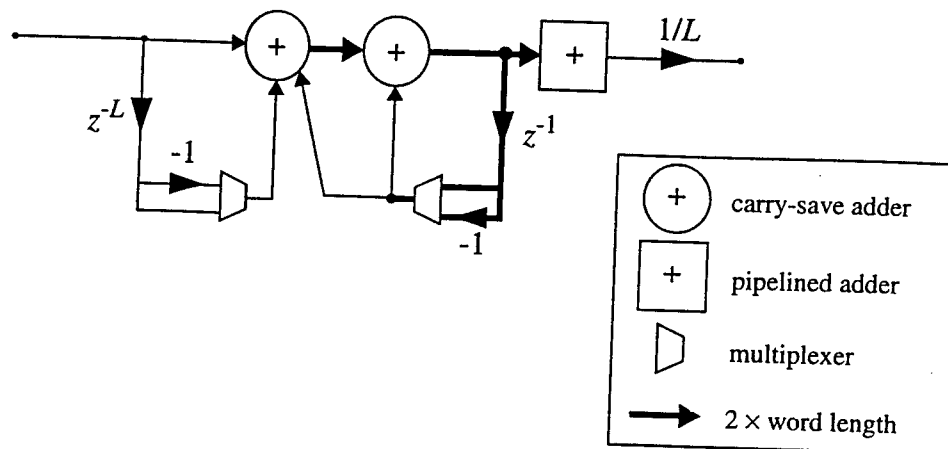 1/L
+
+
+
z^-L
z^-1
-1
-1
+ carry-save adder
+ pipelined adder
multiplexer
2 × word length